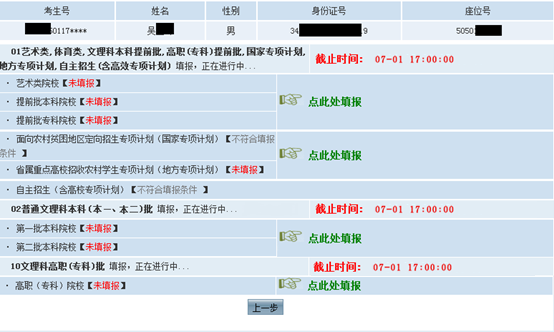 考生号 姓名 性别 身份证号 座位号
60117**** 吴 男 34 9 5050
01艺术类,体育类,文理科本科提前批,高职(专科)提前批,国家专项计划,
地方专项计划,自主招生(含高效专项计划) 填报,正在进行中... 截止时间: 07-01 17:00:00
· 艺术类院校【未填报】
· 提前批本科院校【未填报】 点此处填报
· 提前批专科院校【未填报】
· 面向农村贫困地区定向招生专项计划（国家专项计划）【不符合填报
条件 】 点此处填报
· 省属重点高校招收农村学生专项计划（地方专项计划）【未填报】
· 自主招生（含高校专项计划）【不符合填报条件 】
02普通文理科本科(本一、本二)批 填报,正在进行中... 截止时间: 07-01 17:00:00
· 第一批本科院校【未填报】 点此处填报
· 第二批本科院校【未填报】
10文理科高职(专科)批 填报,正在进行中... 截止时间: 07-01 17:00:00
· 高职（专科）院校【未填报】 点此处填报
上一步